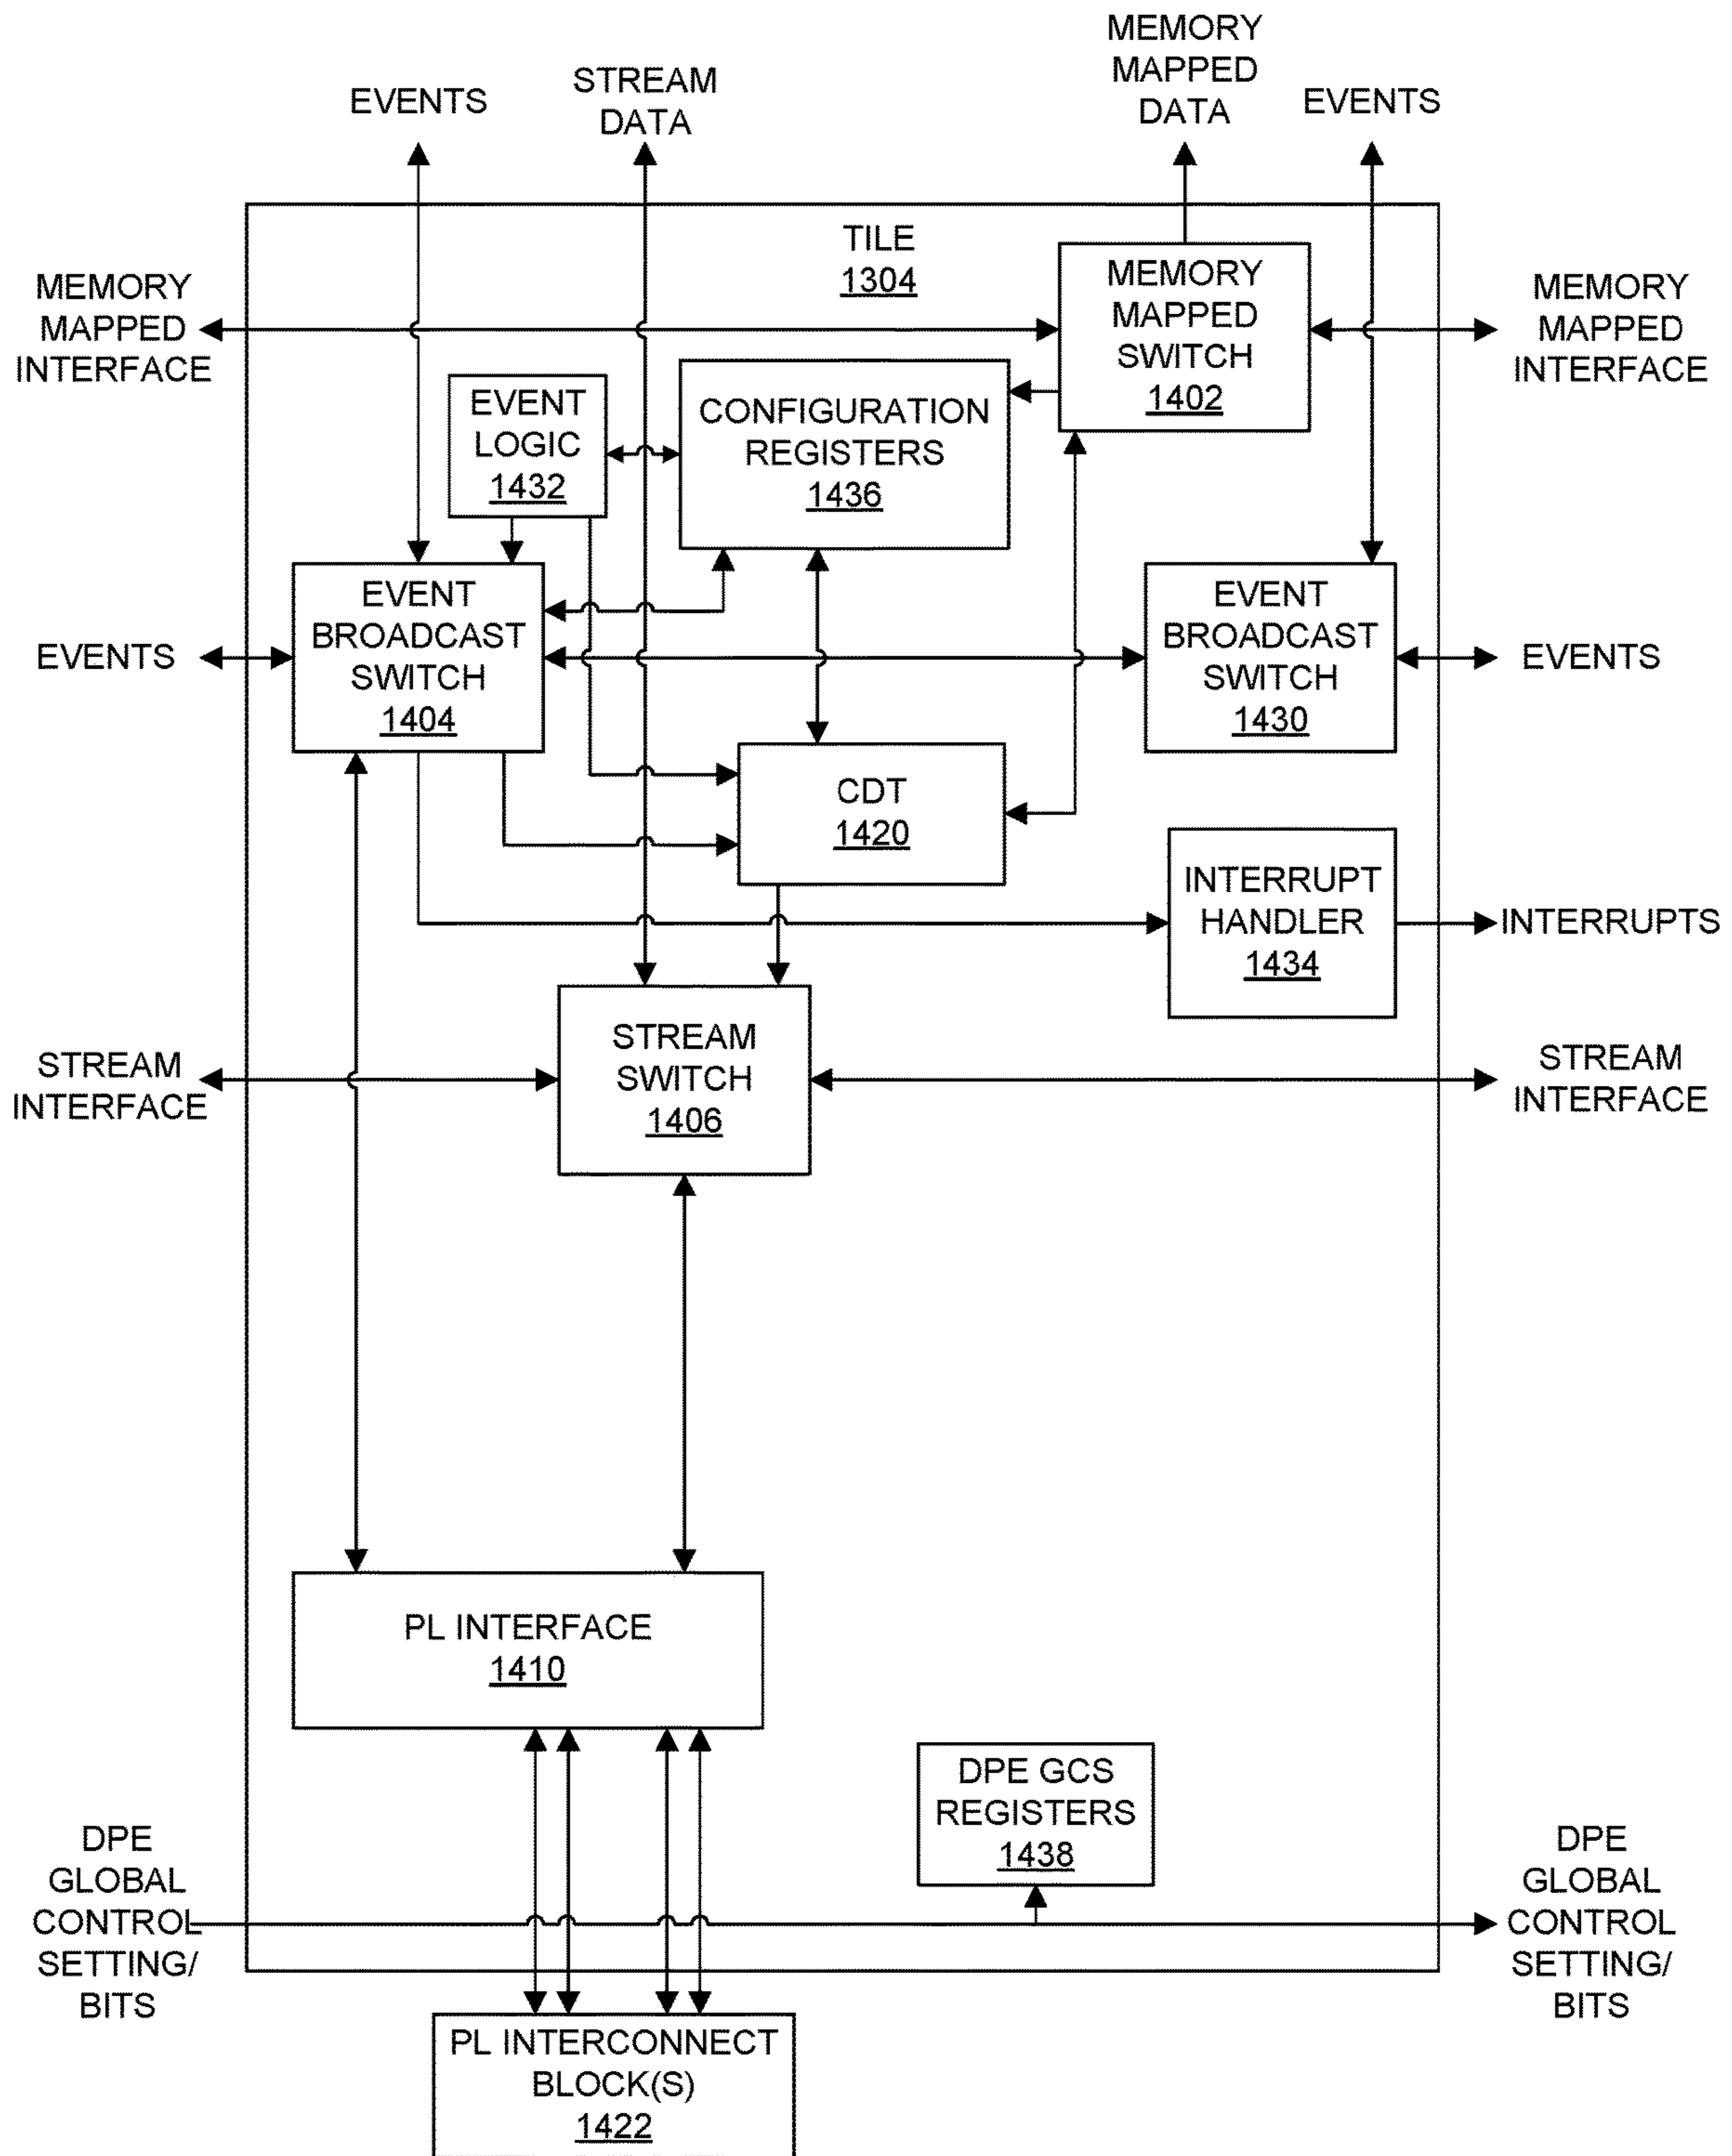 MEMORY
MAPPED
DATA
STREAM
DATA
EVENTS
EVENTS
TILE
1304
MEMORY
MAPPED
INTERFACE
MEMORY
MAPPED
SWITCH
1402
MEMORY
MAPPED
INTERFACE
EVENT
LOGIC
1432
CONFIGURATION
REGISTERS
1436
EVENTS
EVENT
BROADCAST
SWITCH
1404
EVENT
BROADCAST
SWITCH
1430
EVENTS
CDT
1420
INTERRUPT
HANDLER
1434
INTERRUPTS
STREAM
INTERFACE
STREAM
SWITCH
1406
STREAM
INTERFACE
PL INTERFACE
1410
DPE GCS
REGISTERS
1438
DPE
GLOBAL
CONTROL
SETTING/
BITS
DPE
GLOBAL
CONTROL
SETTING/
BITS
PL INTERCONNECT
BLOCK(S)
1422